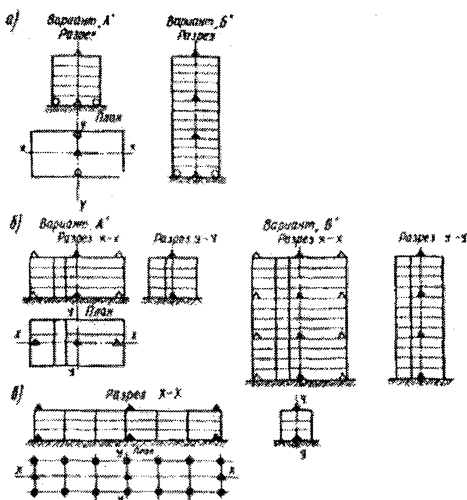 а)
Вариант „А" Вариант „Б"
Разрез Разрез
План
у
х х
у
б)
Вариант „А" Вариант „Б"
Разрез х-х Разрез у-у Разрез х-х Разрез у-у
План
у
х х
у
в)
Разрез х-х
у
План
у
х х
у
у